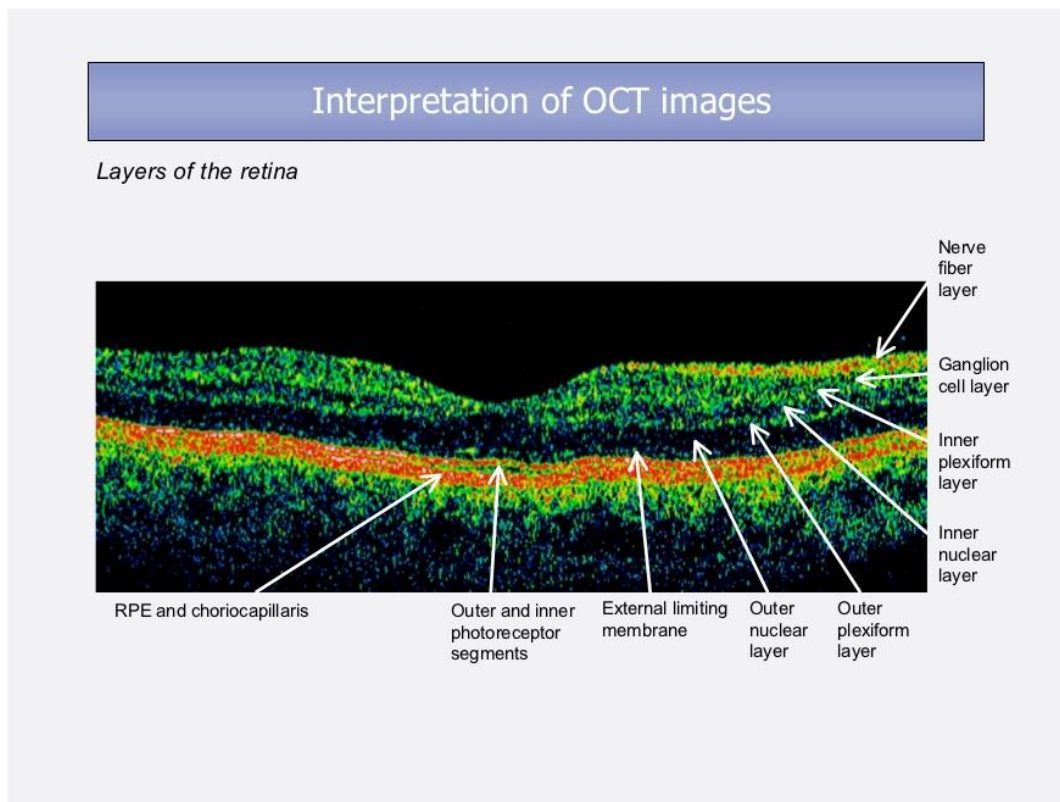 Interpretation of OCT images
Layers of the retina
Nerve
fiber
layer
Ganglion
cell layer
Inner
plexiform
layer
Inner
nuclear
layer
RPE and choriocapillaris
Outer and inner
photoreceptor
segments
External limiting
membrane
Outer
nuclear
layer
Outer
plexiform
layer